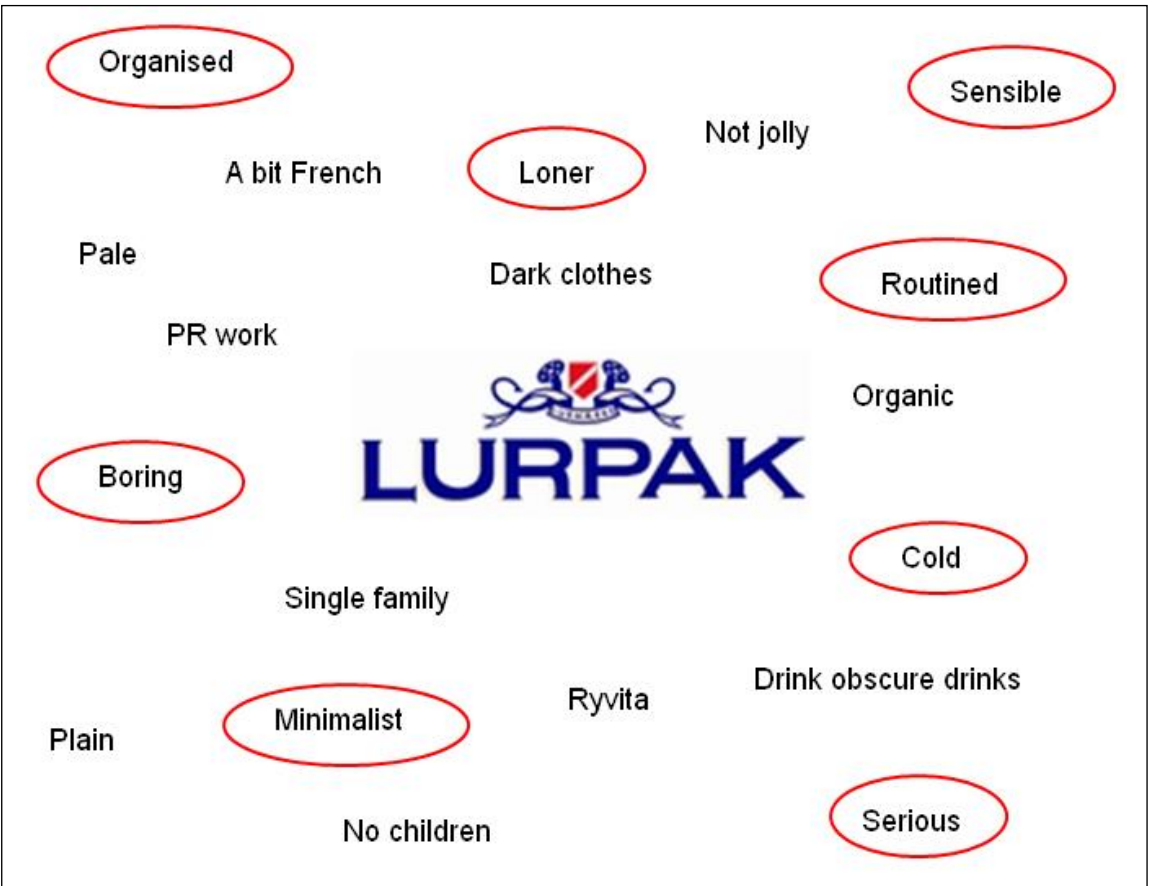 Organised
Sensible
Not jolly
A bit French
Loner
Pale
Dark clothes
Routined
PR work
Organic
LURPAK
Boring
Cold
Single family
Drink obscure drinks
Ryvita
Minimalist
Plain
No children
Serious